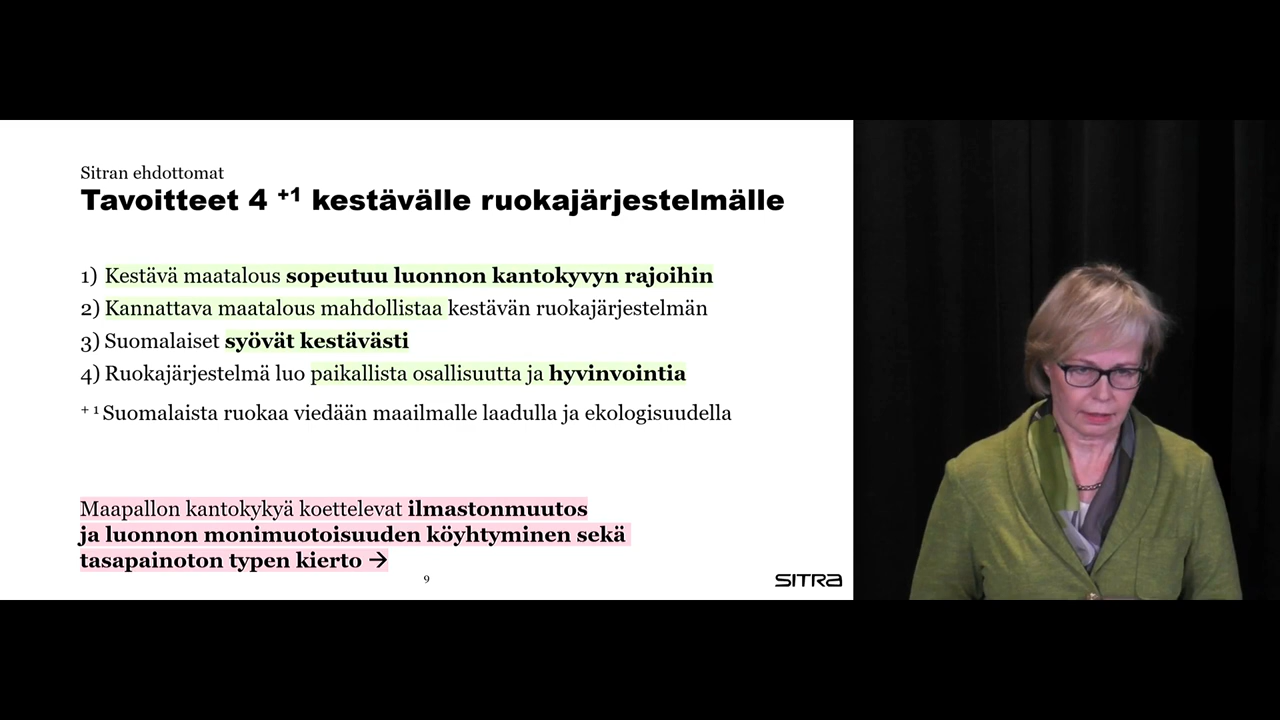 Sitran ehdottomat
Tavoitteet 4 +1 kestävälle ruokajärjestelmälle
1) Kestävä maatalous sopeutuu luonnon kantokyvyn rajoihin
2) Kannattava maatalous mahdollistaa kestävän ruokajärjestelmän
3) Suomalaiset syövät kestävästi
4) Ruokajärjestelmä luo paikallista osallisuutta ja hyvinvointia
+ 1 Suomalaista ruokaa viedään maailmalle laadulla ja ekologisuudella
Maapallon kantokykyä koettelevat ilmastonmuutos
ja luonnon monimuotoisuuden köyhtyminen sekä
tasapainoton typen kierto →
9
SITRA